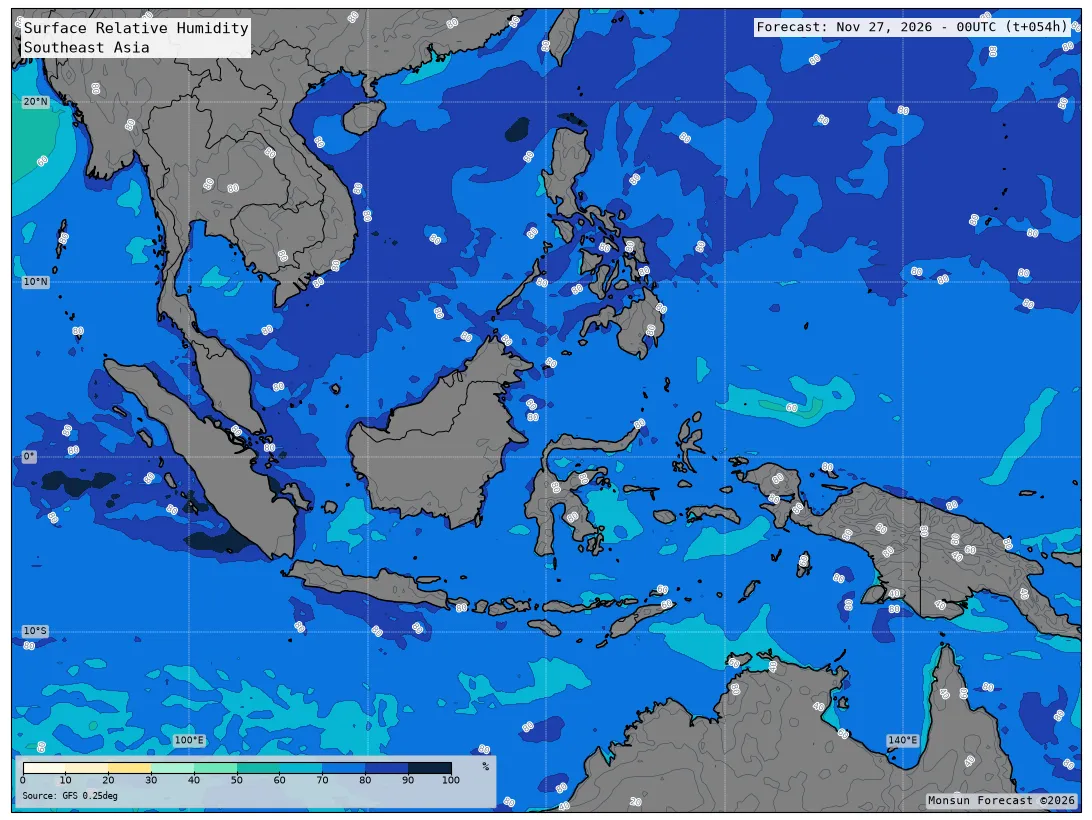 Surface Relative Humidity
Southeast Asia
Forecast: Nov 27, 2026 - 00UTC (t+054h)
20°N
10°N
0°
10°S
100°E
140°E
0 10 20 30 40 50 60 70 80 90 100
%
Source: GFS 0.25deg
Monsun Forecast ©2026